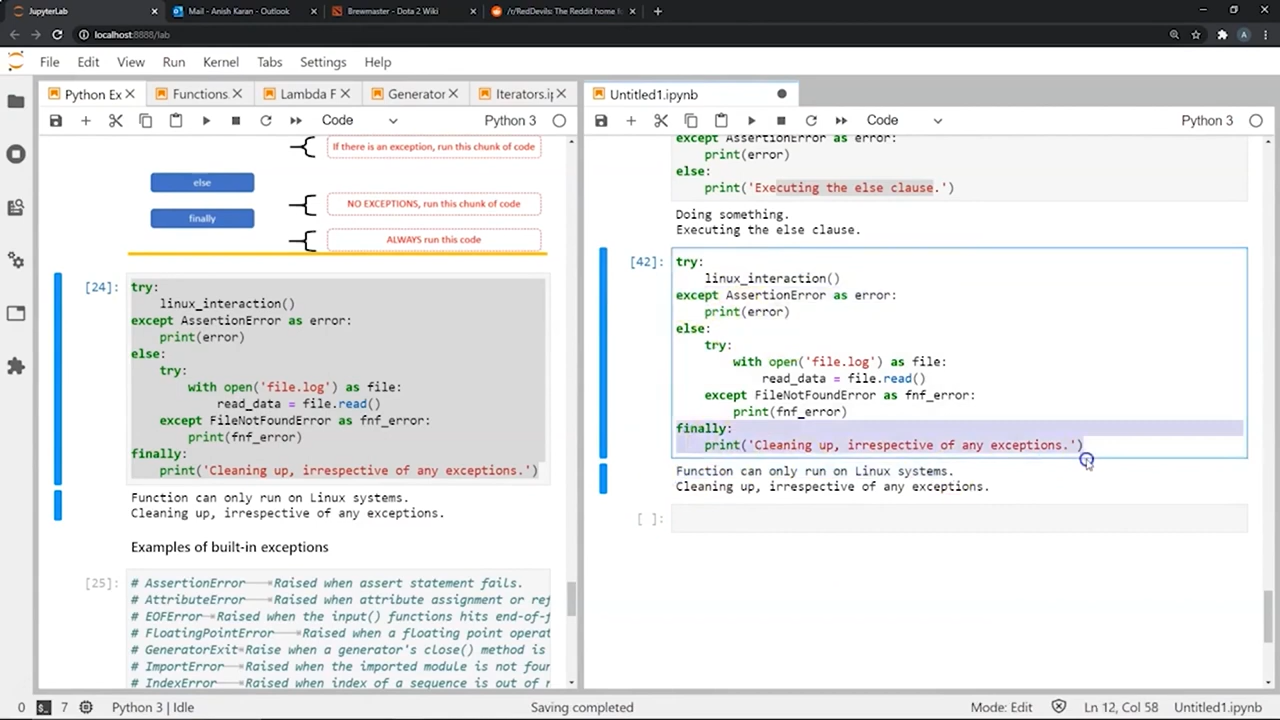 JupyterLab
Mail - Anish Karan - Outlook
Brewmaster - Dota 2 Wiki
/r/RedDevils: The Reddit home f
localhost:8888/lab
A
File Edit View Run Kernel Tabs Settings Help
Python Ex
Functions.
Lambda F
Generator
Iterators.i
Untitled1.ipynb
Code
Python 3
Code
Python 3
If there is an exception, run this chunk of code
else
NO EXCEPTIONS, run this chunk of code
finally
ALWAYS run this code
[24]:
try:
linux_interaction()
except AssertionError as error:
print(error)
else:
try:
with open('file.log') as file:
read_data = file.read()
except FileNotFoundError as fnf_error:
print(fnf_error)
finally:
print('Cleaning up, irrespective of any exceptions.')
Function can only run on Linux systems.
Cleaning up, irrespective of any exceptions.
Examples of built-in exceptions
[25]:
# AssertionError Raised when assert statement fails.
# AttributeError Raised when attribute assignment or ref
# EOFError Raised when the input() functions hits end-of-f
# FloatingPointError Raised when a floating point operat
# GeneratorExit Raise when a generator's close() method is
# ImportError Raised when the imported module is not foun
# IndexError Raised when index of a sequence is out of r
except AssertionError as error:
print(error)
else:
print('Executing the else clause.')
Doing something.
Executing the else clause.
[42]:
try:
linux_interaction()
except AssertionError as error:
print(error)
else:
try:
with open('file.log') as file:
read_data = file.read()
except FileNotFoundError as fnf_error:
print(fnf_error)
finally:
print('Cleaning up, irrespective of any exceptions.')
Function can only run on Linux systems.
Cleaning up, irrespective of any exceptions.
[ ]:
0 7 Python 3 | Idle
Saving completed
Mode: Edit
Ln 12, Col 58
Untitled1.ipynb